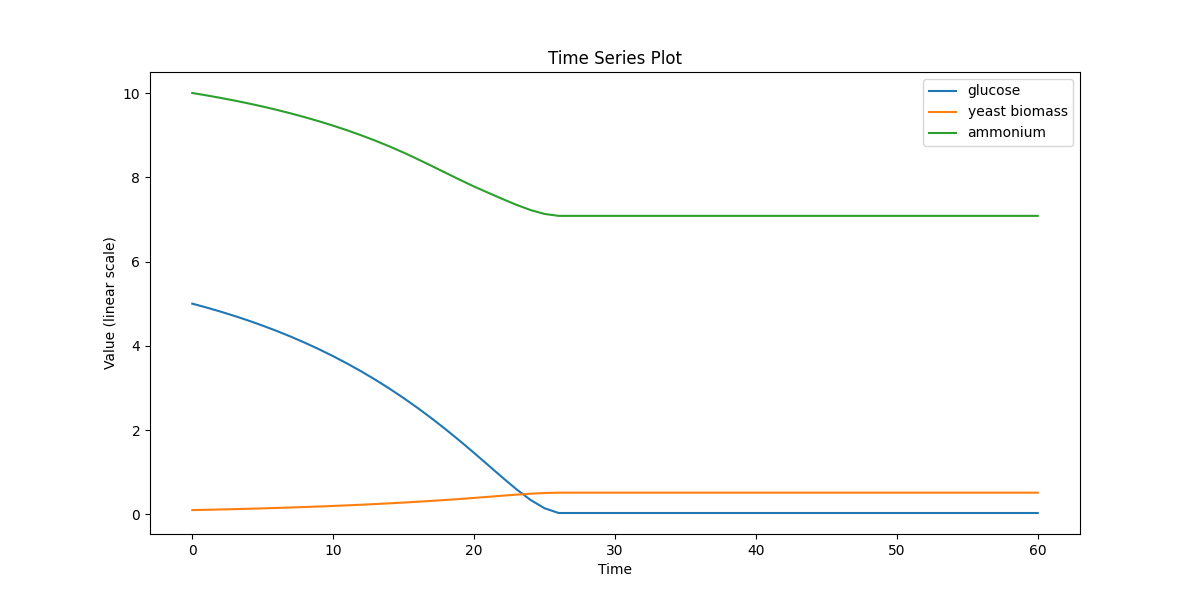 Time Series Plot
glucose
yeast biomass
ammonium
Value (linear scale)
10
8
6
4
2
0
0 10 20 30 40 50 60
Time